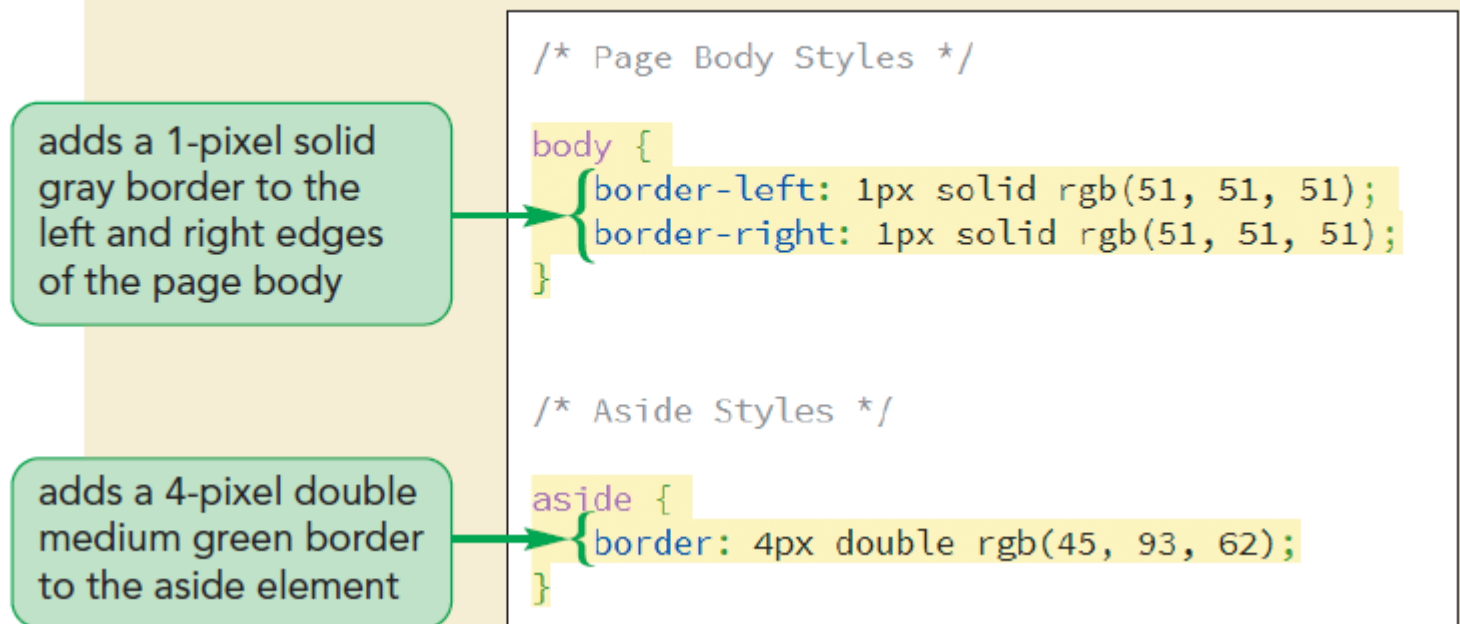 /* Page Body Styles */
adds a 1-pixel solid
gray border to the
left and right edges
of the page body
body {
border-left: 1px solid rgb(51, 51, 51);
border-right: 1px solid rgb(51, 51, 51);
}
/* Aside Styles */
adds a 4-pixel double
medium green border
to the aside element
aside {
border: 4px double rgb(45, 93, 62);
}